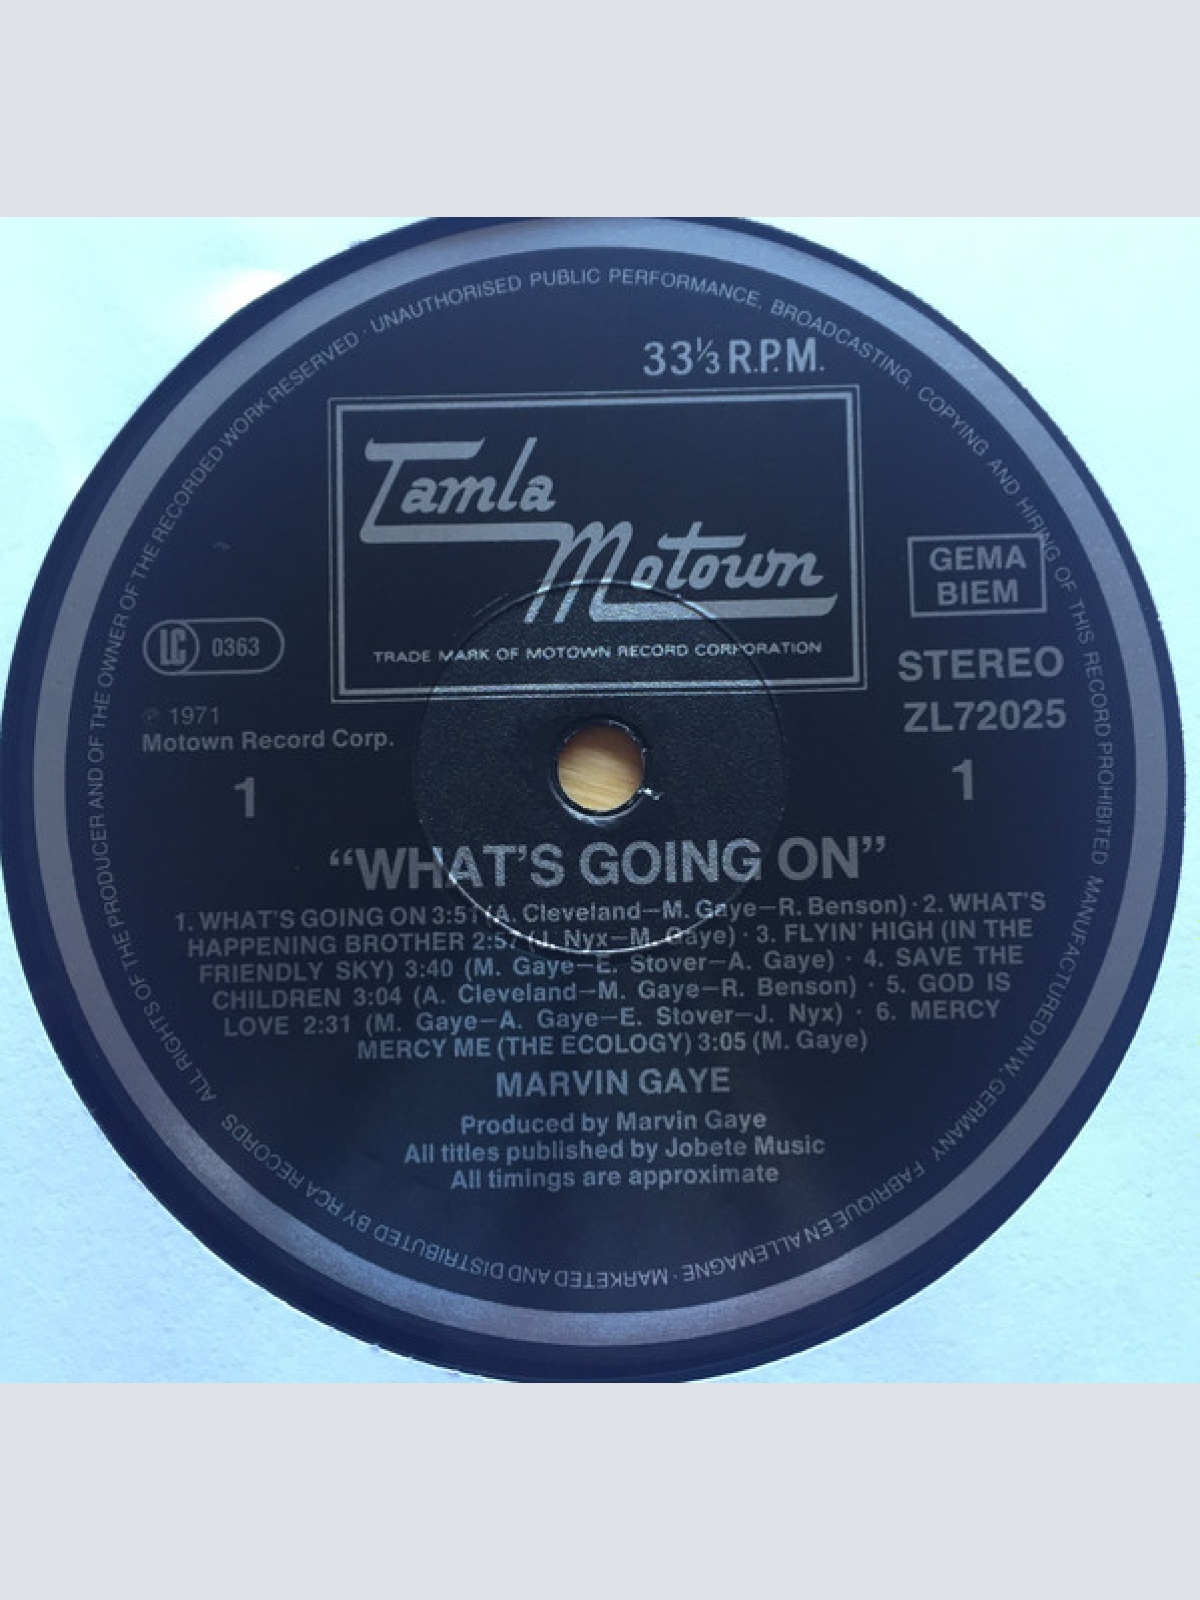 ALL RIGHTS OF THE PRODUCER AND OF THE OWNER OF THE RECORDED WORK RESERVED · UNAUTHORISED PUBLIC PERFORMANCE, BROADCASTING, COPYING AND HIRING OF THIS RECORD PROHIBITED MANUFACTURED IN W. GERMANY FABRIQUE EN ALLEMAGNE · MARKETED AND DISTRIBUTED BY RCA RECORDS
33⅓ R.P.M.
Tamla
Motown
TRADE MARK OF MOTOWN RECORD CORPORATION
GEMA
BIEM
LC 0363
STEREO
ZL72025
℗ 1971
Motown Record Corp.
1
1
“WHAT'S GOING ON”
1. WHAT'S GOING ON 3:51 (A. Cleveland—M. Gaye—R. Benson) · 2. WHAT'S
HAPPENING BROTHER 2:57 (J. Nyx—M. Gaye) · 3. FLYIN' HIGH (IN THE
FRIENDLY SKY) 3:40 (M. Gaye—E. Stover—A. Gaye) · 4. SAVE THE
CHILDREN 3:04 (A. Cleveland—M. Gaye—R. Benson) · 5. GOD IS
LOVE 2:31 (M. Gaye—A. Gaye—E. Stover—J. Nyx) · 6. MERCY
MERCY ME (THE ECOLOGY) 3:05 (M. Gaye)
MARVIN GAYE
Produced by Marvin Gaye
All titles published by Jobete Music
All timings are approximate